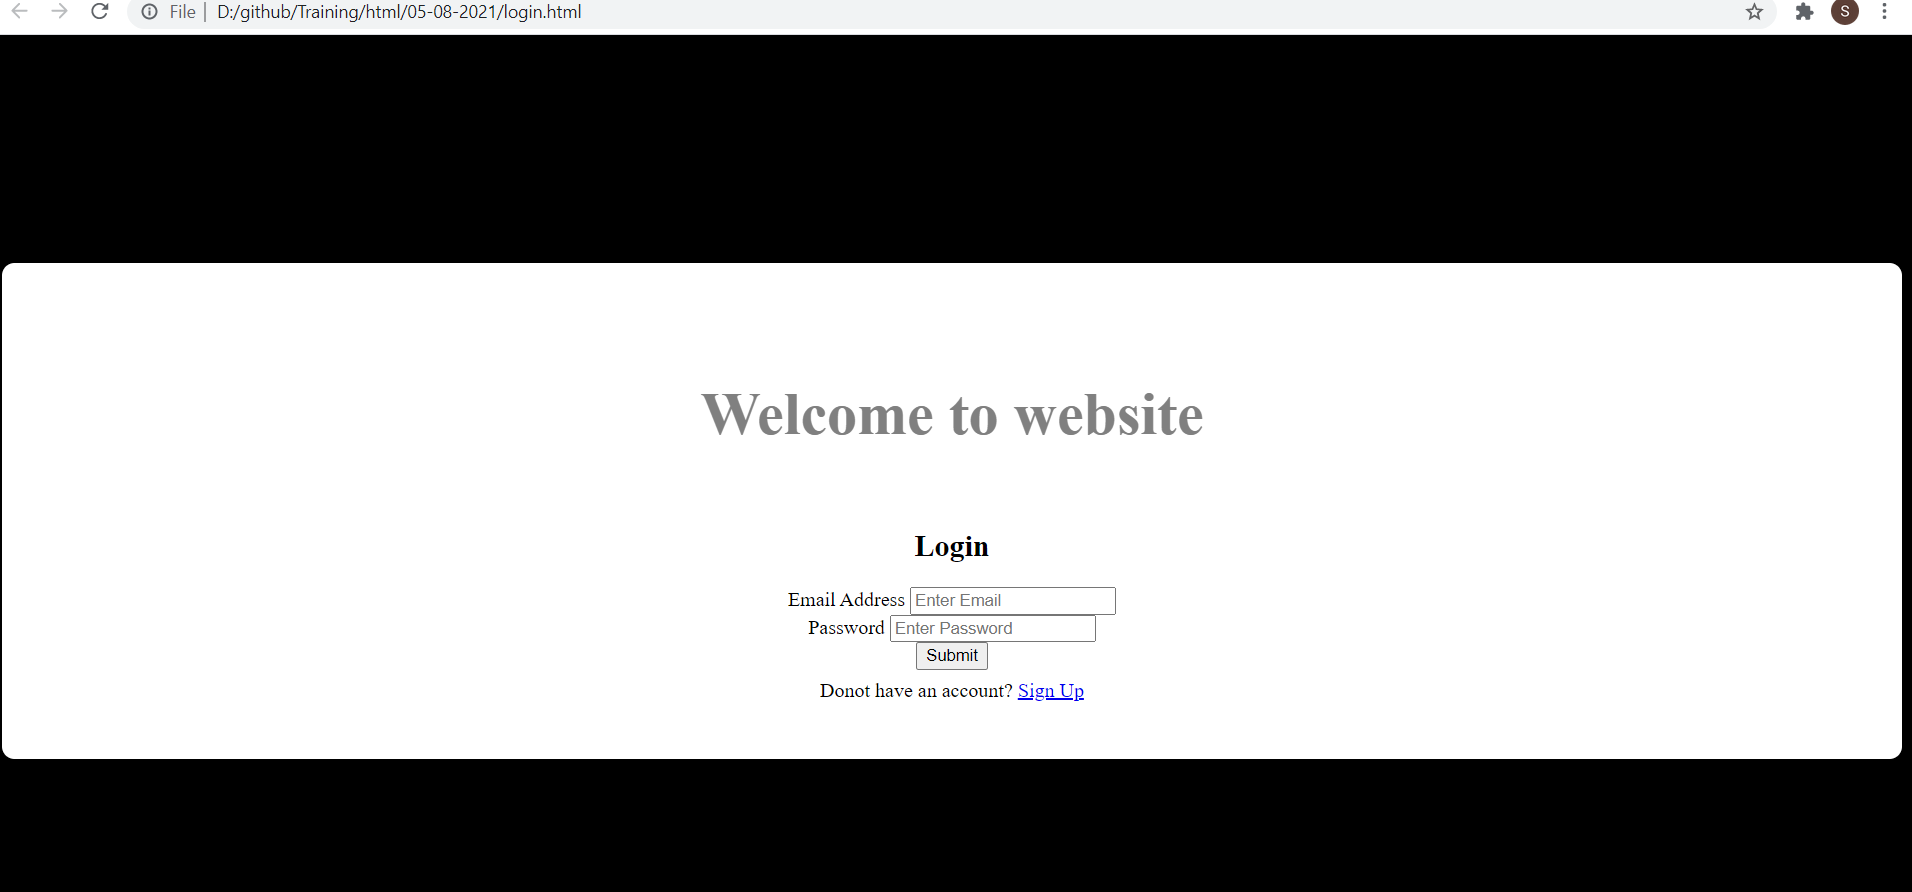 File | D:/github/Training/html/05-08-2021/login.html
S
Welcome to website
Login
Email Address Enter Email
Password Enter Password
Submit
Donot have an account? Sign Up